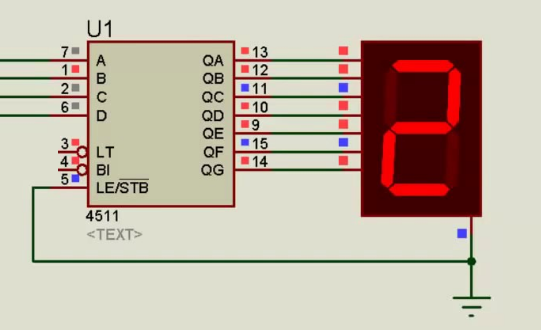 U1
7 A QA 13
1 B QB 12
2 C QC 11
6 D QD 10
QE 9
3 LT QF 15
4 BI QG 14
5 LE/STB
4511
<TEXT>
2